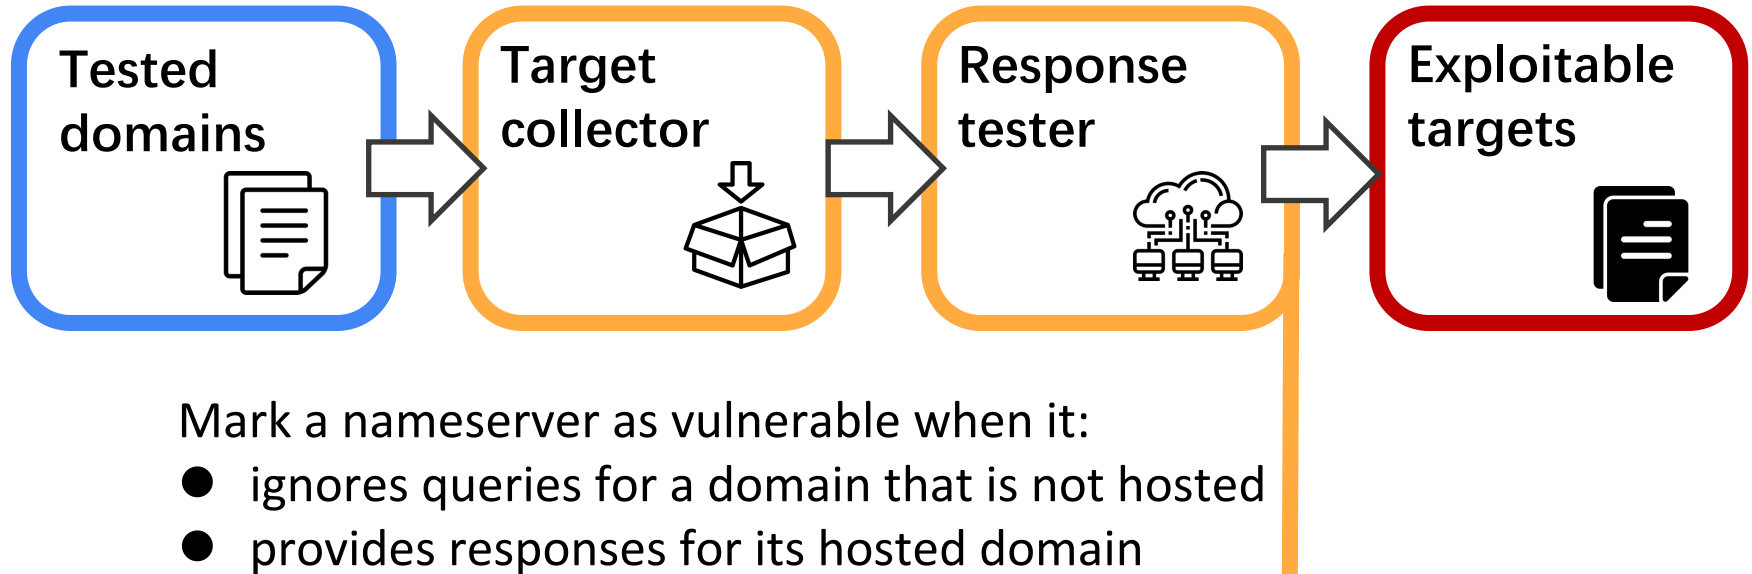 Tested
domains
Target
collector
Response
tester
Exploitable
targets
Mark a nameserver as vulnerable when it:
● ignores queries for a domain that is not hosted
● provides responses for its hosted domain